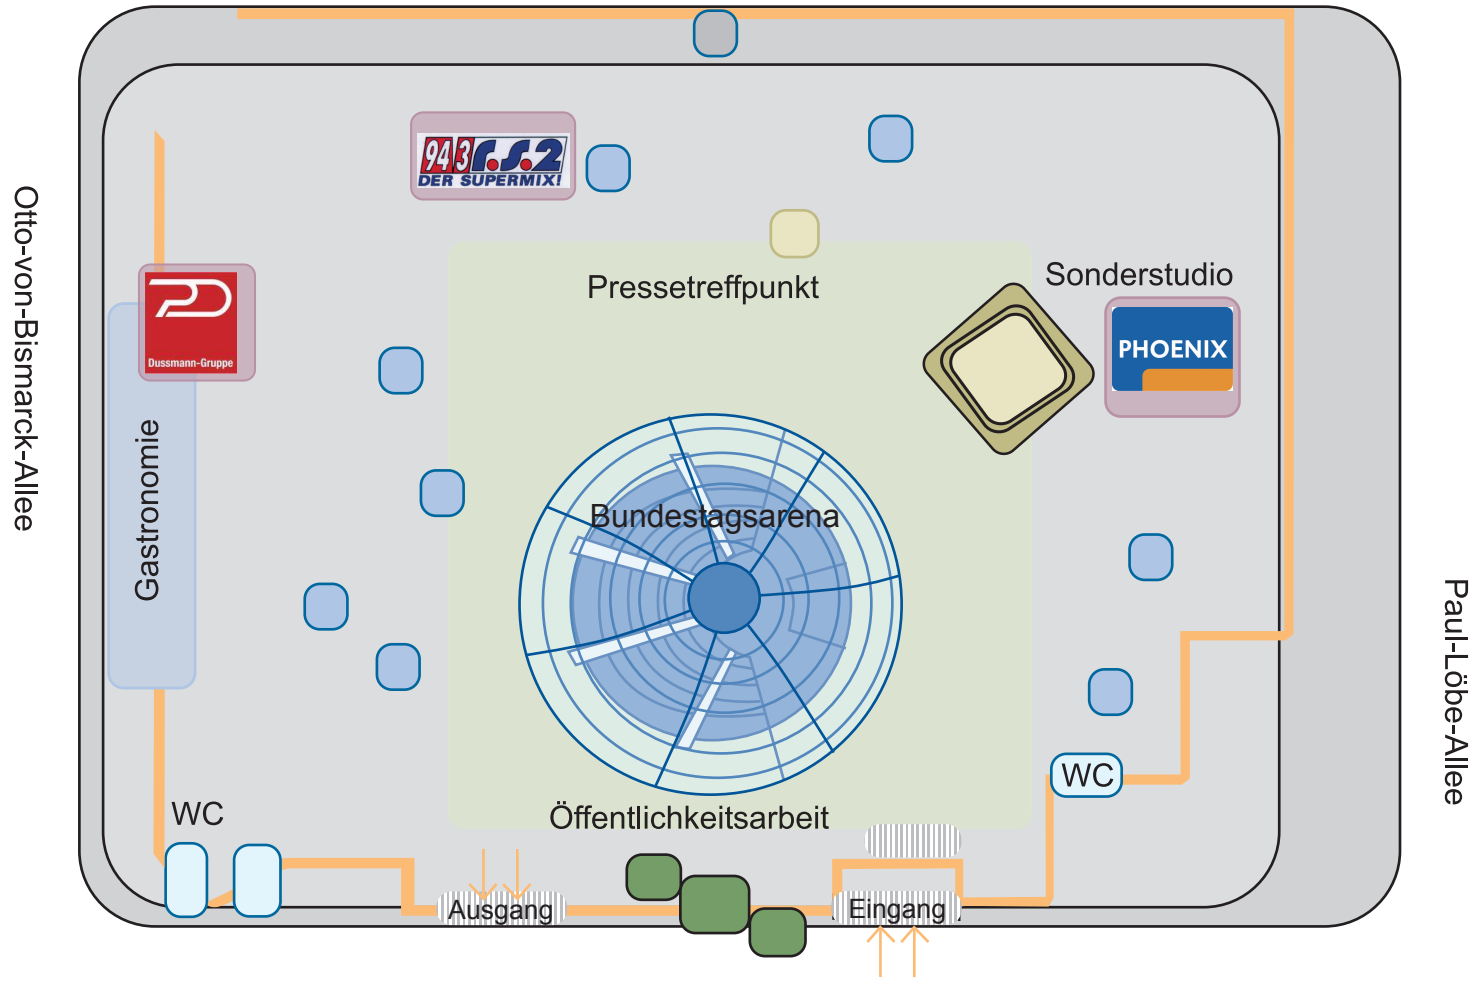 94 3 r.s.2
DER SUPERMIX!
Otto-von-Bismarck-Allee
Pressetreffpunkt
Sonderstudio
PHOENIX
Dussmann-Gruppe
Gastronomie
Bundestagsarena
Paul-Löbe-Allee
WC
WC
Öffentlichkeitsarbeit
Ausgang
Eingang